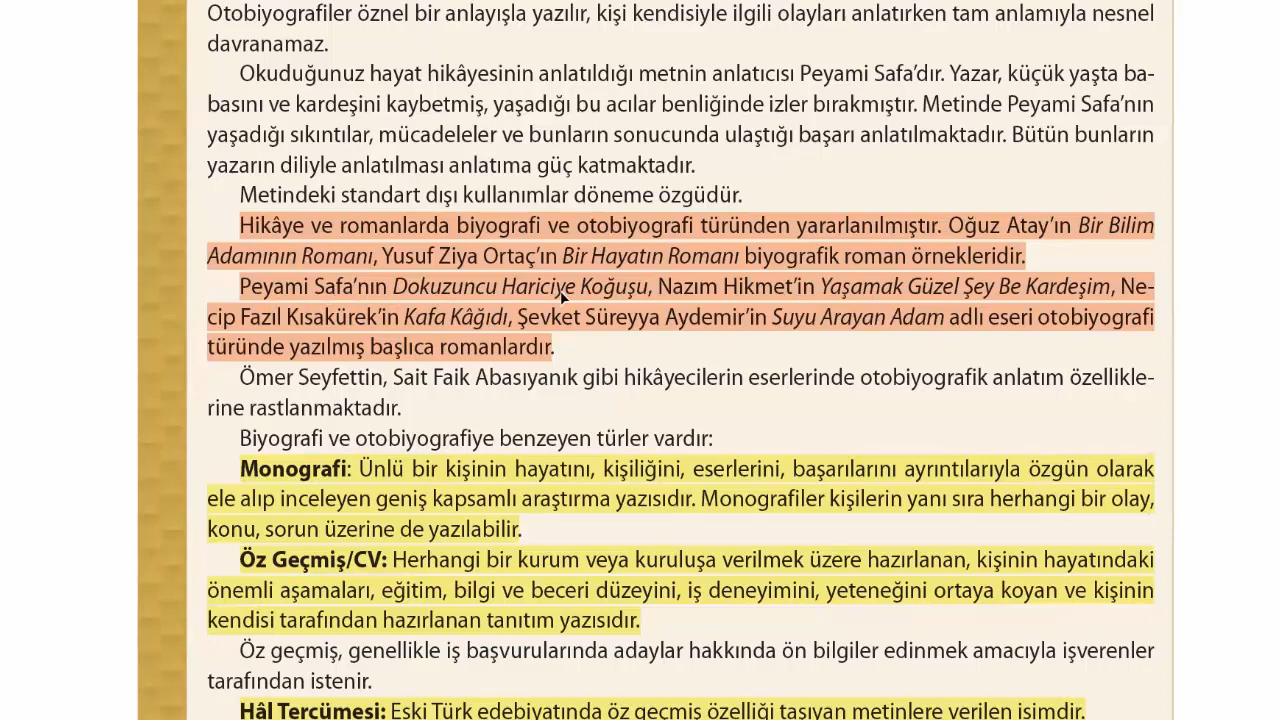 Otobiyografiler öznel bir anlayışla yazılır, kişi kendisiyle ilgili olayları anlatırken tam anlamıyla nesnel
davranamaz.
Okuduğunuz hayat hikâyesinin anlatıldığı metnin anlatıcısı Peyami Safa’dır. Yazar, küçük yaşta ba-
basını ve kardeşini kaybetmiş, yaşadığı bu acılar benliğinde izler bırakmıştır. Metinde Peyami Safa’nın
yaşadığı sıkıntılar, mücadeleler ve bunların sonucunda ulaştığı başarı anlatılmaktadır. Bütün bunların
yazarın diliyle anlatılması anlatıma güç katmaktadır.
Metindeki standart dışı kullanımlar döneme özgüdür.
Hikâye ve romanlarda biyografi ve otobiyografi türünden yararlanılmıştır. Oğuz Atay’ın Bir Bilim
Adamının Romanı, Yusuf Ziya Ortaç’ın Bir Hayatın Romanı biyografik roman örnekleridir.
Peyami Safa’nın Dokuzuncu Hariciye Koğuşu, Nazım Hikmet’in Yaşamak Güzel Şey Be Kardeşim, Ne-
cip Fazıl Kısakürek’in Kafa Kâğıdı, Şevket Süreyya Aydemir’in Suyu Arayan Adam adlı eseri otobiyografi
türünde yazılmış başlıca romanlardır.
Ömer Seyfettin, Sait Faik Abasıyanık gibi hikâyecilerin eserlerinde otobiyografik anlatım özellikle-
rine rastlanmaktadır.
Biyografi ve otobiyografiye benzeyen türler vardır:
Monografi: Ünlü bir kişinin hayatını, kişiliğini, eserlerini, başarılarını ayrıntılarıyla özgün olarak
ele alıp inceleyen geniş kapsamlı araştırma yazısıdır. Monografiler kişilerin yanı sıra herhangi bir olay,
konu, sorun üzerine de yazılabilir.
Öz Geçmiş/CV: Herhangi bir kurum veya kuruluşa verilmek üzere hazırlanan, kişinin hayatındaki
önemli aşamaları, eğitim, bilgi ve beceri düzeyini, iş deneyimini, yeteneğini ortaya koyan ve kişinin
kendisi tarafından hazırlanan tanıtım yazısıdır.
Öz geçmiş, genellikle iş başvurularında adaylar hakkında ön bilgiler edinmek amacıyla işverenler
tarafından istenir.
Hâl Tercümesi: Eski Türk edebiyatında öz geçmiş özelliği taşıyan metinlere verilen isimdir.